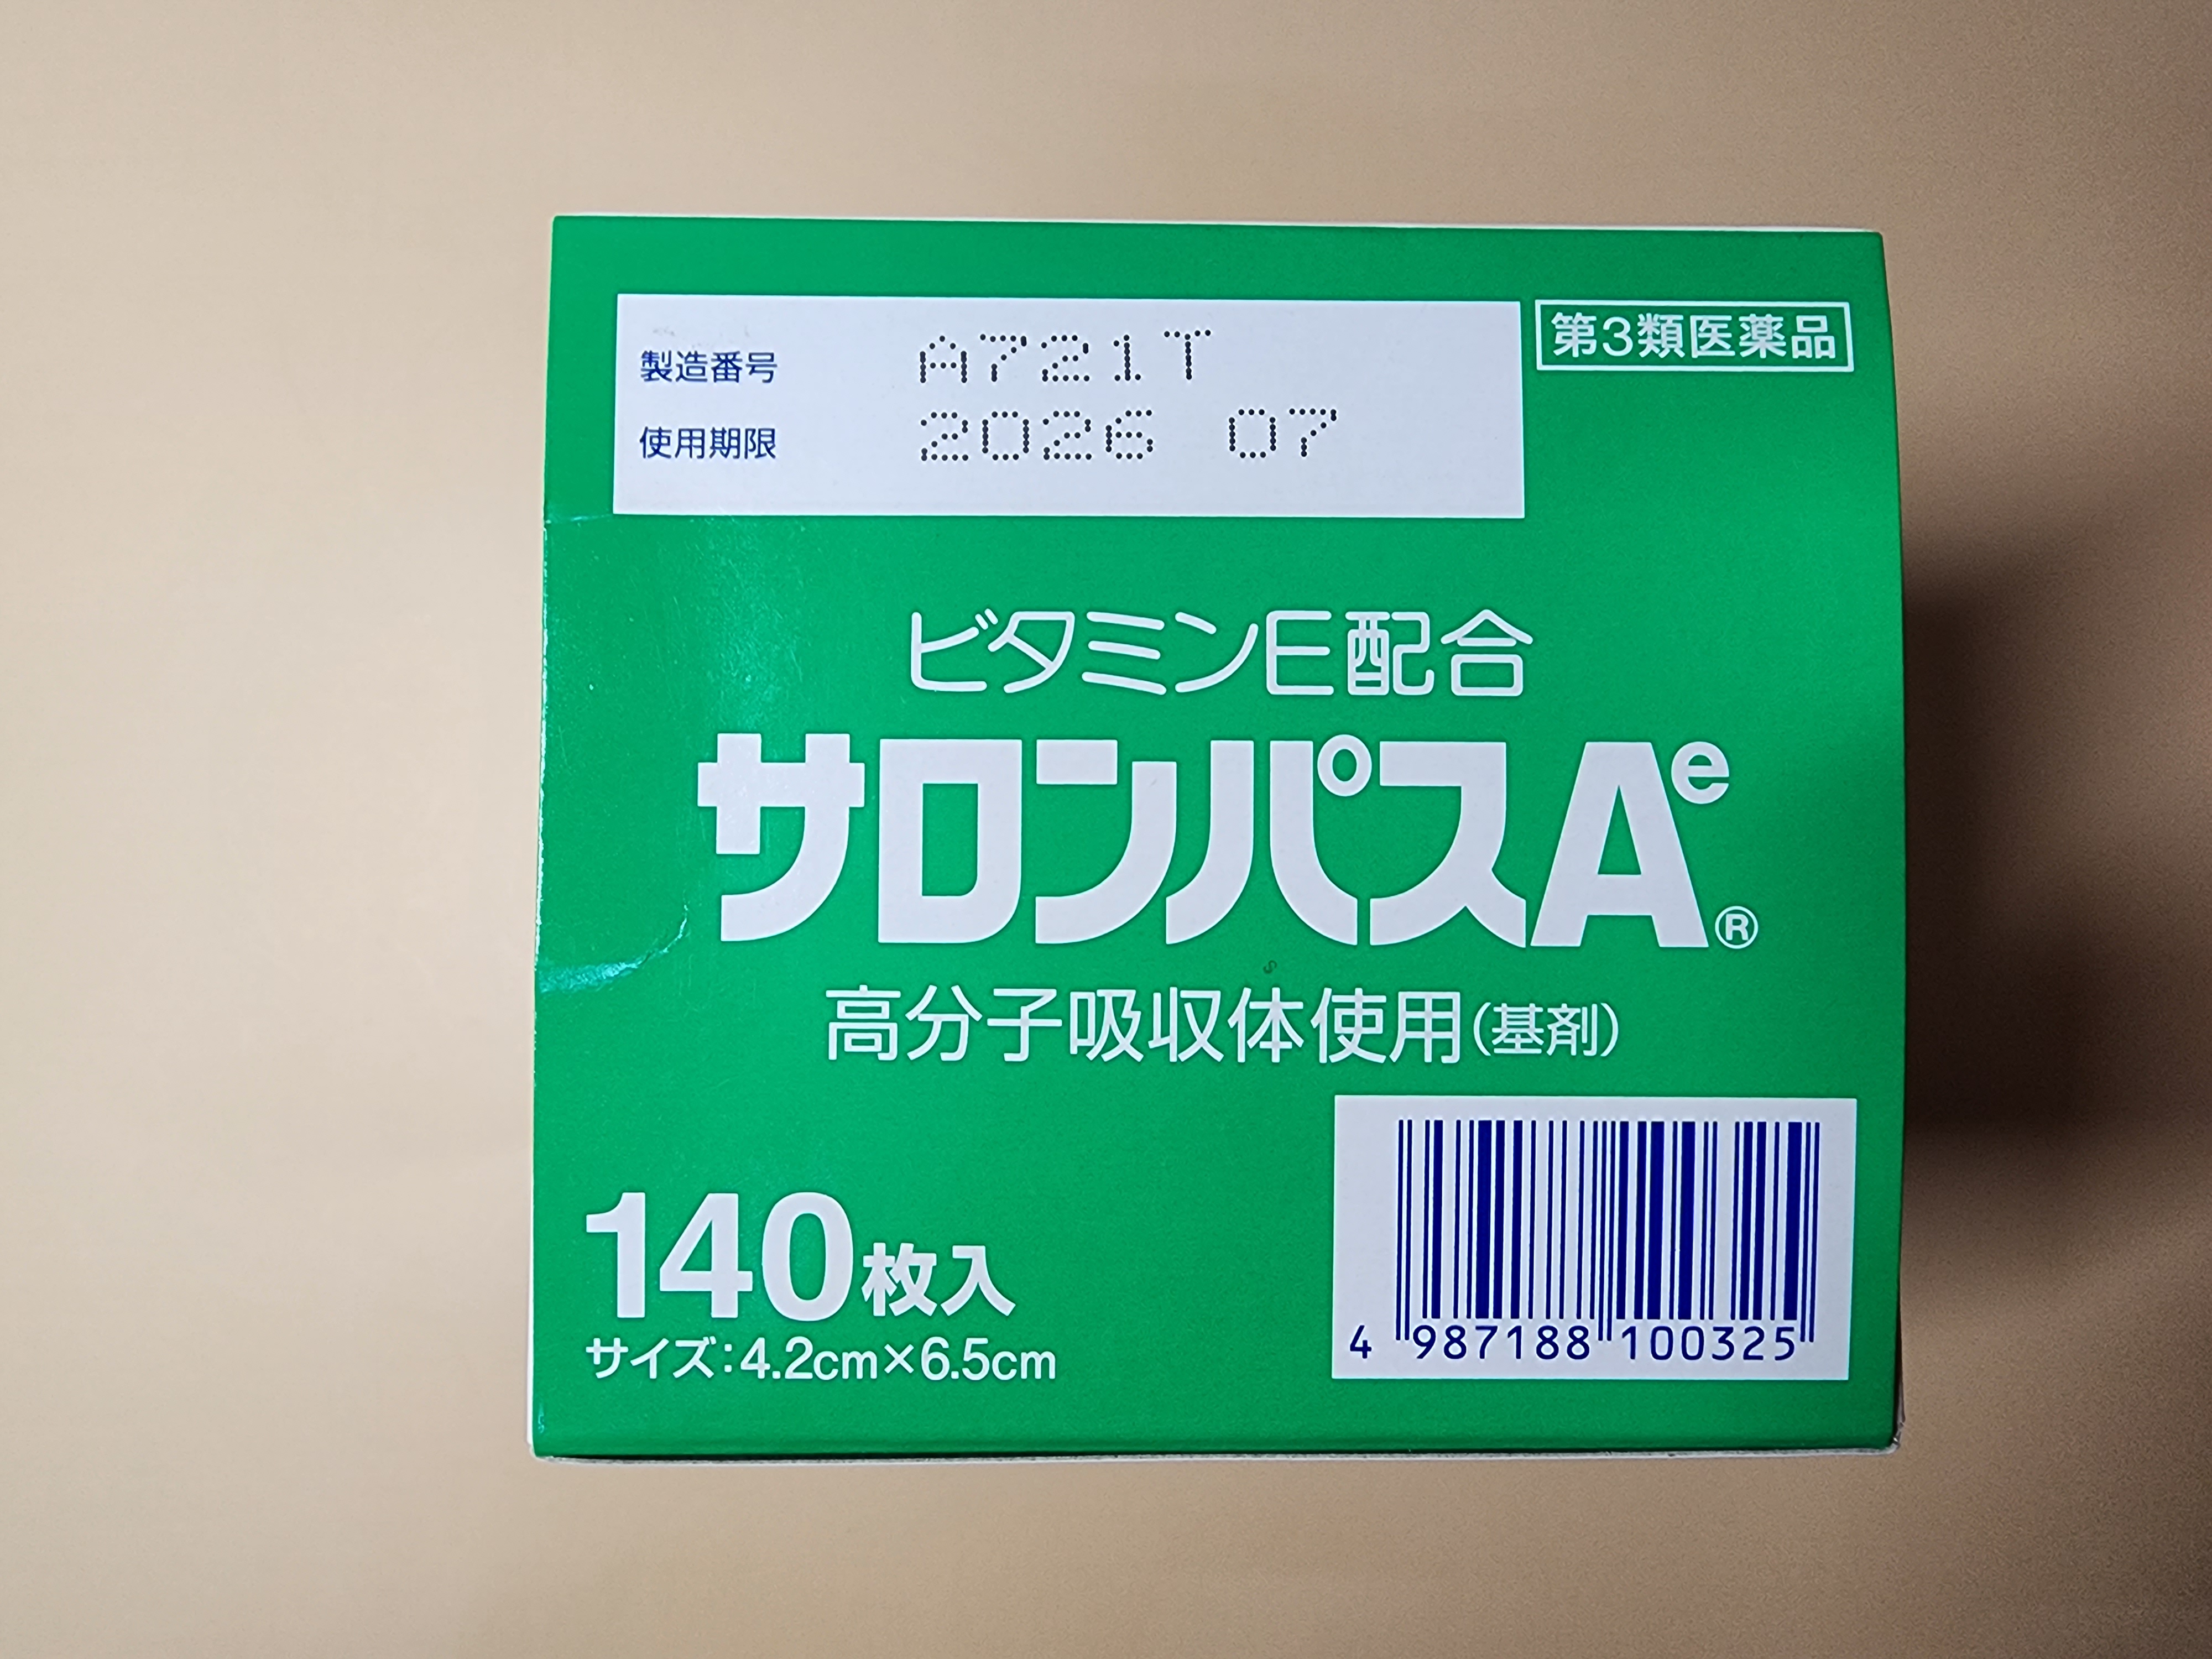 製造番号 A721T
使用期限 2026 07
第3類医薬品
ビタミンE配合
サロンパスAe®
高分子吸収体使用(基剤)
140枚入
サイズ:4.2cm×6.5cm
4 987188 100325